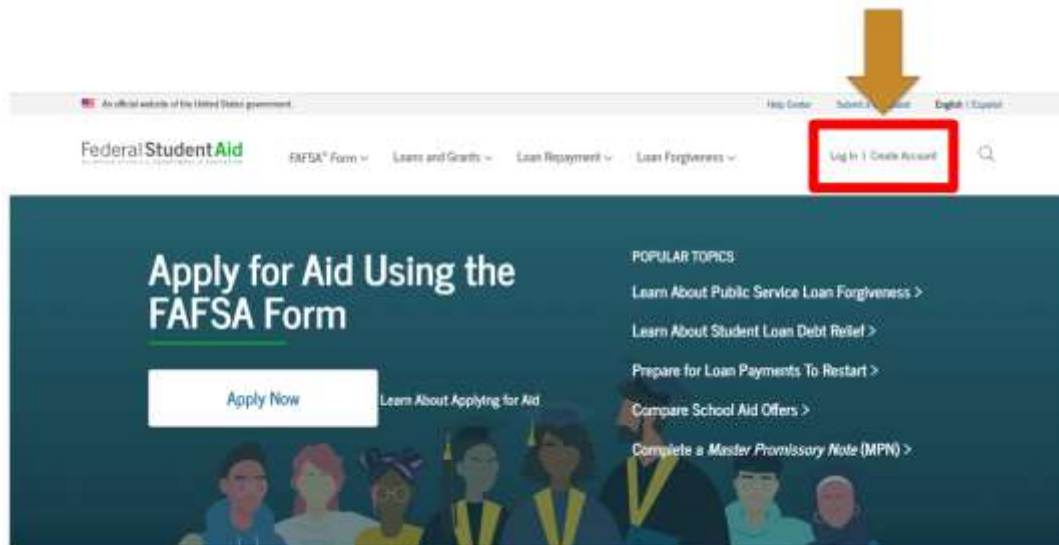 An official website of the United States government.
Help Center Submit a English | Español
Federal Student Aid
FAFSA® Form
Loans and Grants
Loan Repayment
Loan Forgiveness
Log In | Create Account
Apply for Aid Using the
FAFSA Form
Apply Now
Learn About Applying for Aid
POPULAR TOPICS
Learn About Public Service Loan Forgiveness >
Learn About Student Loan Debt Relief >
Prepare for Loan Payments To Restart >
Compare School Aid Offers >
Complete a Master Promissory Note (MPN) >